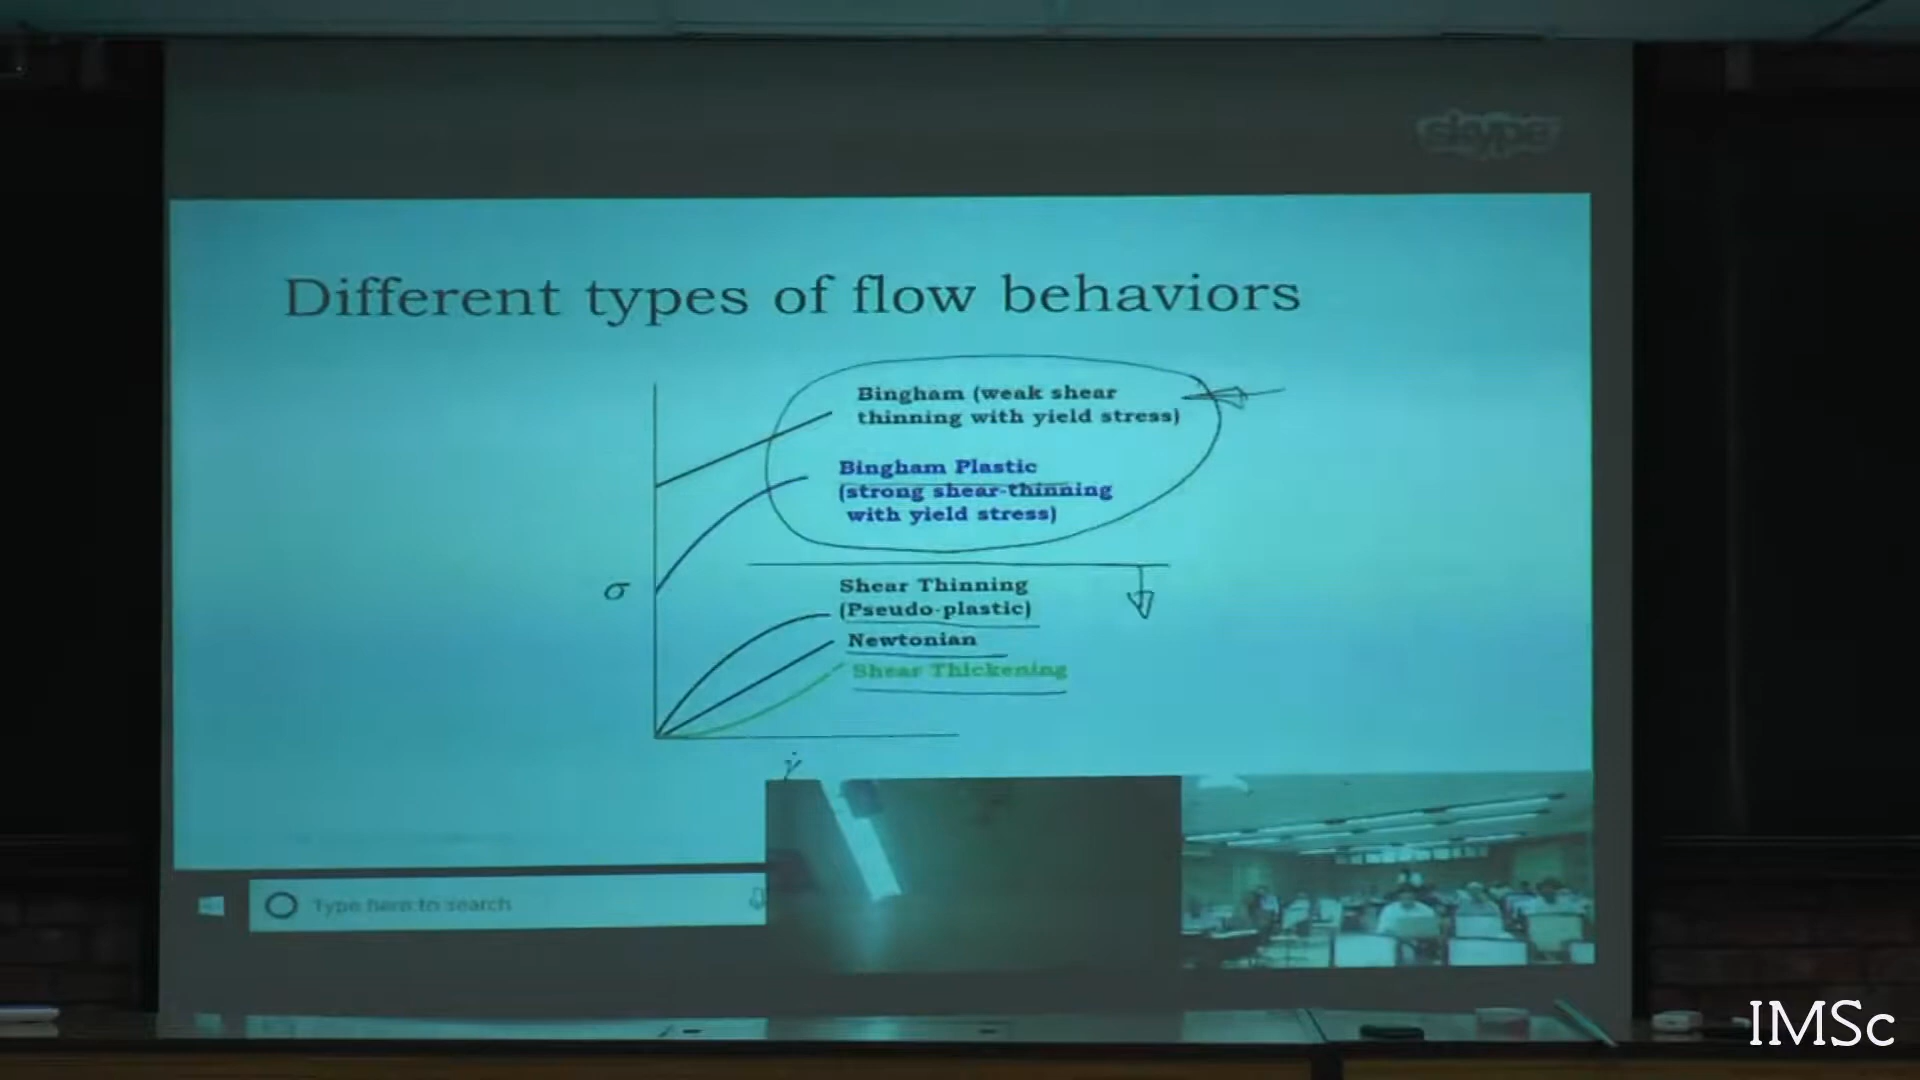 skype
Different types of flow behaviors
Bingham (weak shear
thinning with yield stress)
Bingham Plastic
(strong shear-thinning
with yield stress)
σ
Shear Thinning
(Pseudo-plastic)
Newtonian
Shear Thickening
γ̇
Type here to search
IMSc